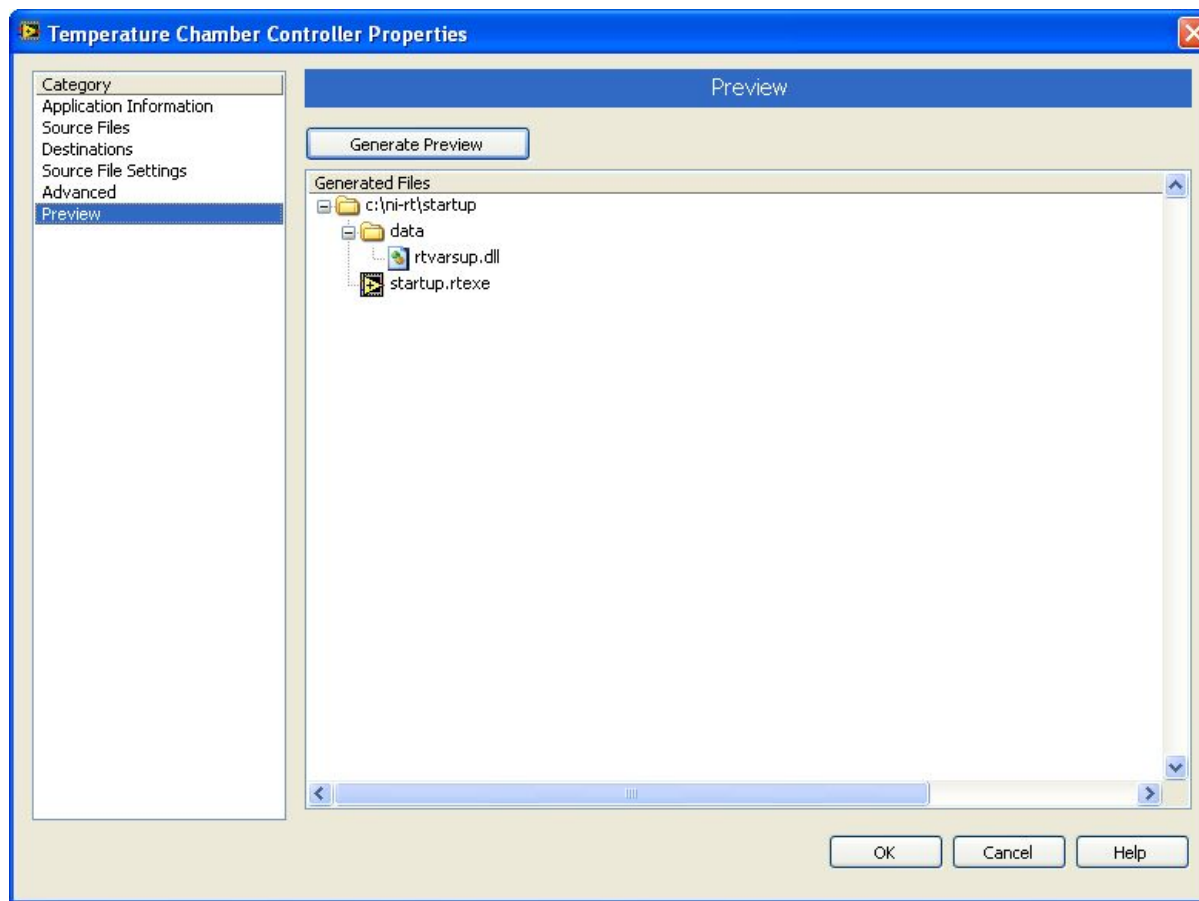 Temperature Chamber Controller Properties
Category
Application Information
Source Files
Destinations
Source File Settings
Advanced
Preview
Preview
Generate Preview
Generated Files
c:\ni-rt\startup
data
rtvarsup.dll
startup.rtexe
OK
Cancel
Help